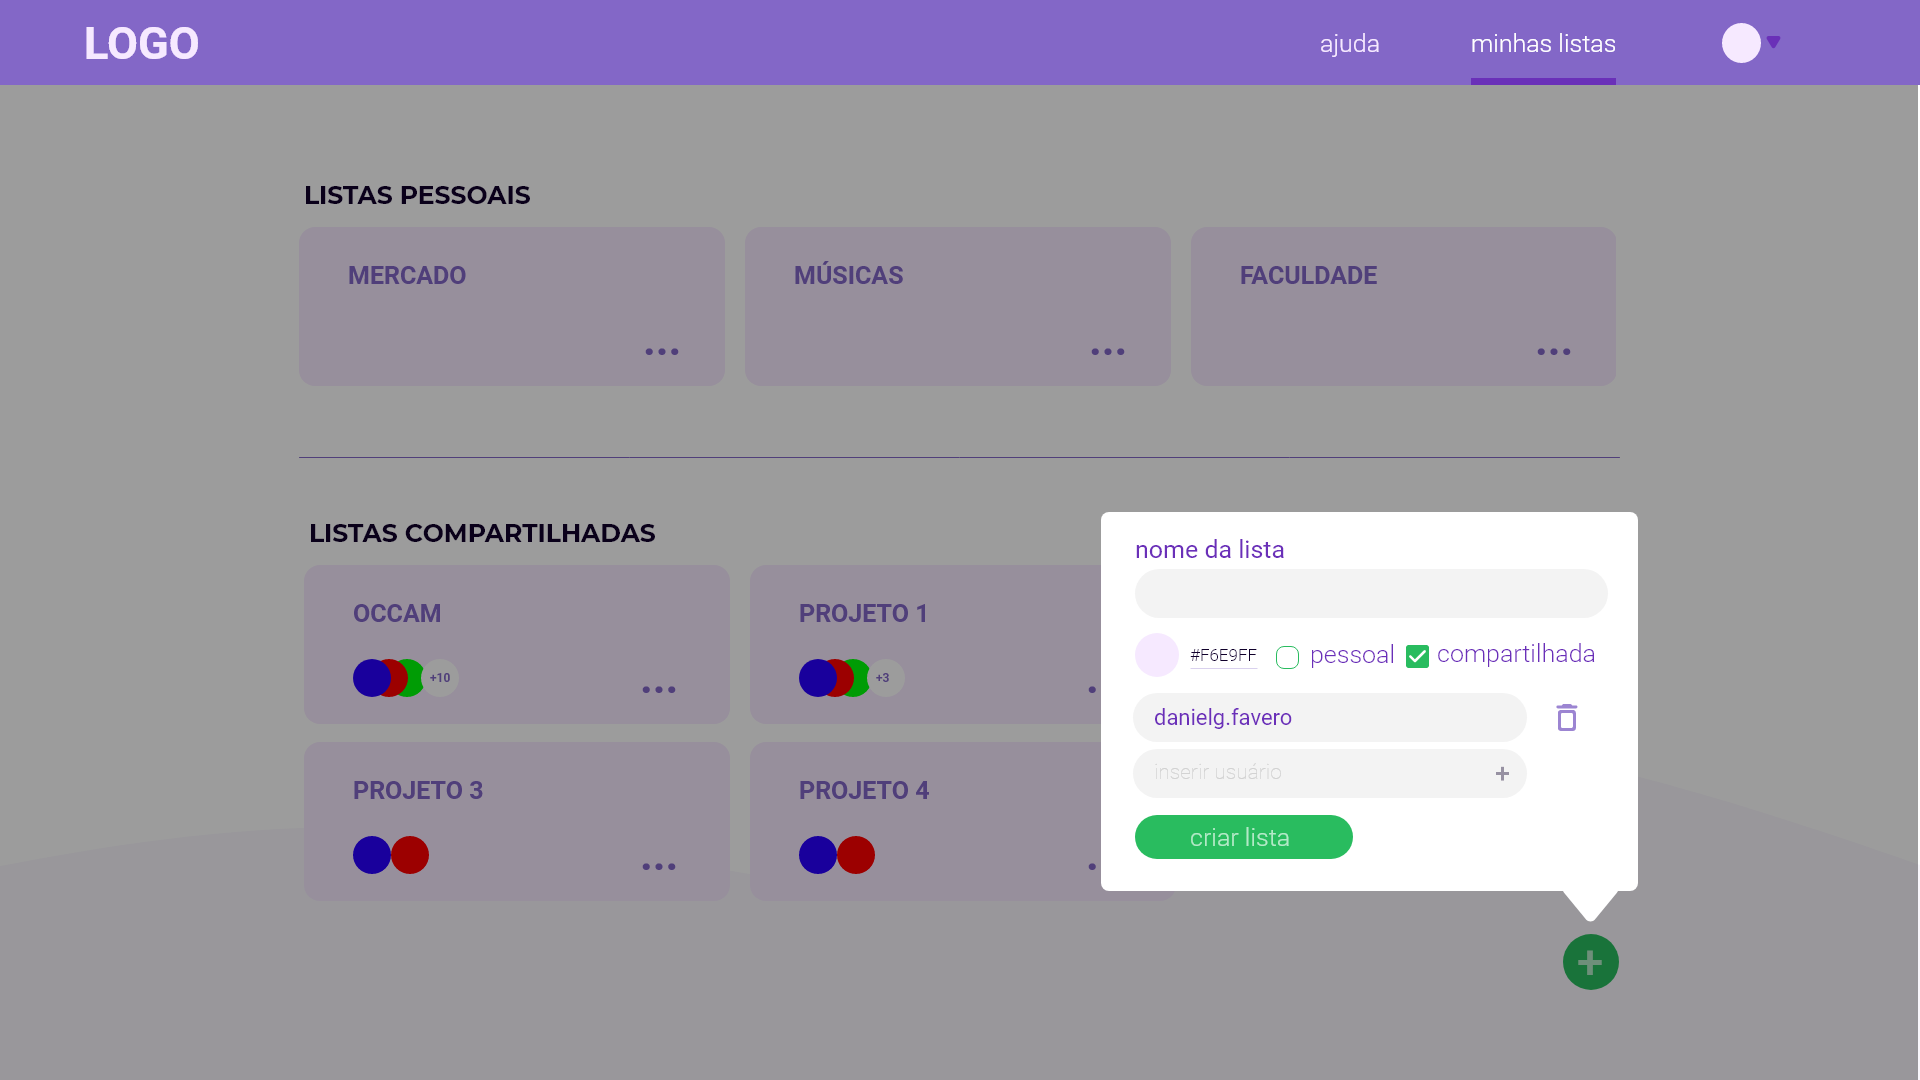 LOGO
ajuda
minhas listas
LISTAS PESSOAIS
MERCADO
MÚSICAS
FACULDADE
LISTAS COMPARTILHADAS
OCCAM
+10
PROJETO 1
+3
PROJETO 3
PROJETO 4
nome da lista
#F6E9FF
pessoal
compartilhada
danielg.favero
inserir usuário
+
criar lista
+